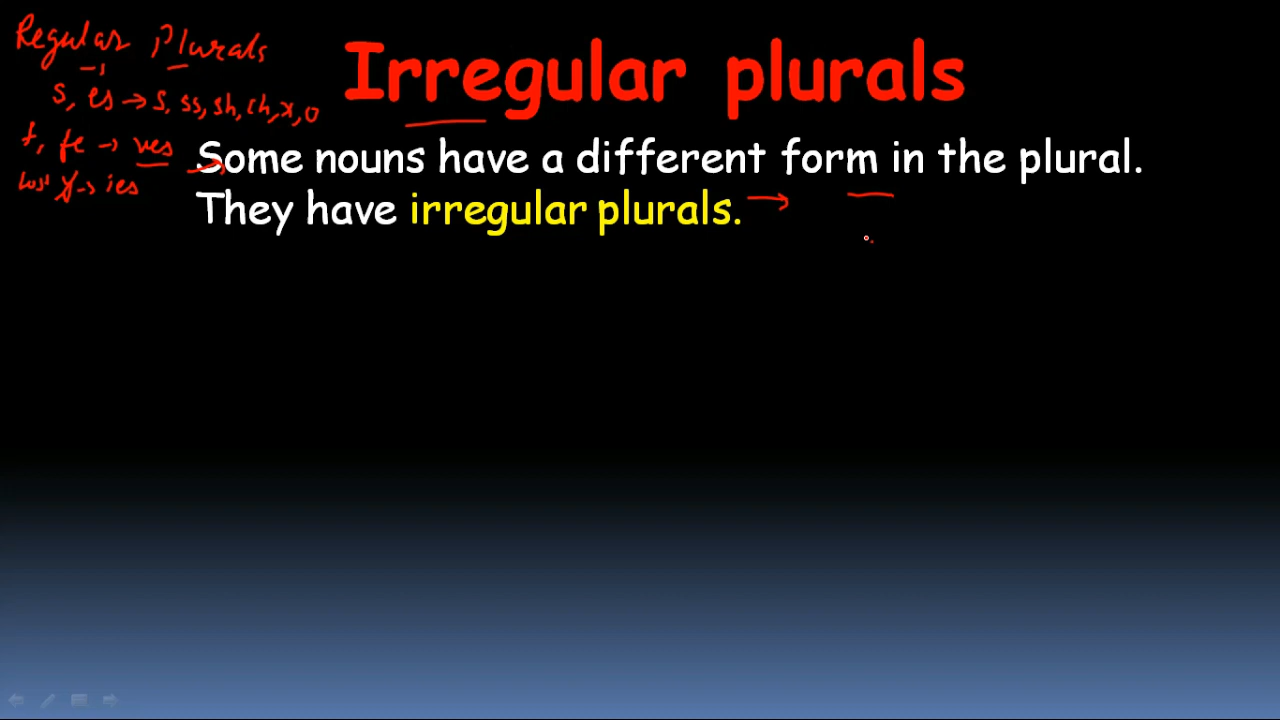 Regular Plurals
s, es → s, ss, sh, ch, x, o
f, fe → ves
y → ies
Irregular plurals
Some nouns have a different form in the plural.
They have irregular plurals. →